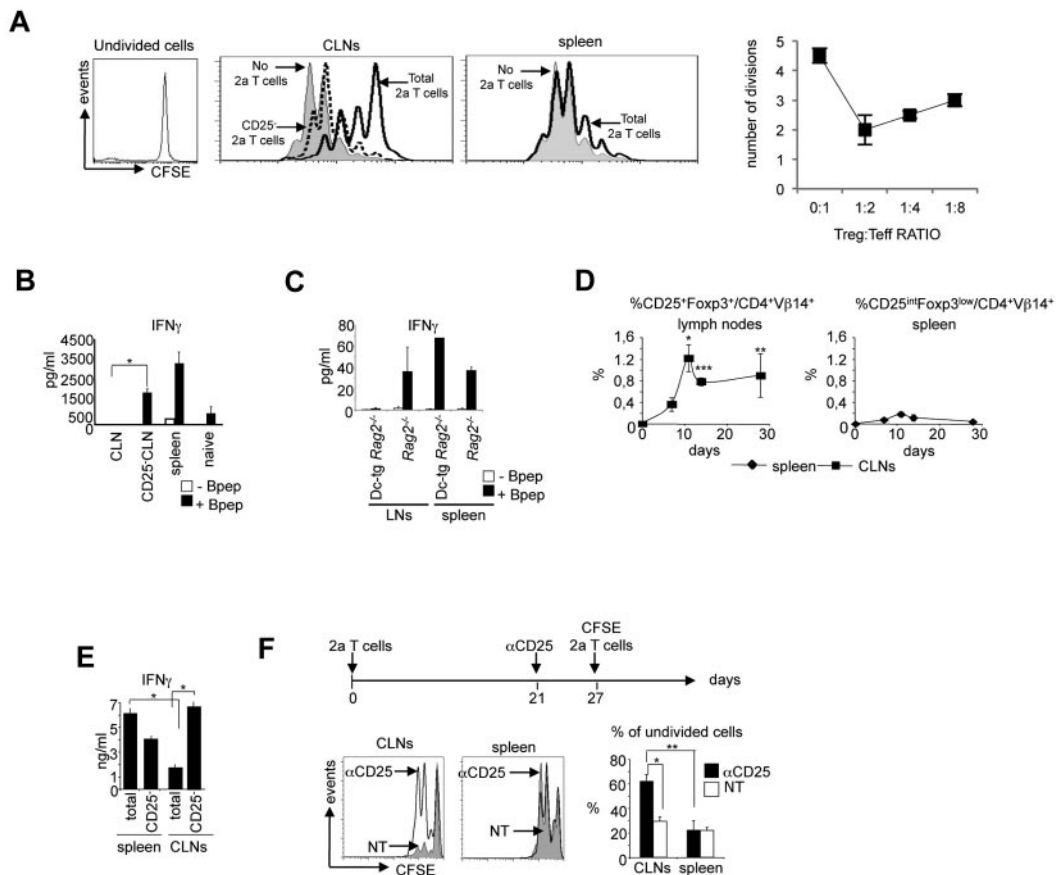 A
Undivided cells
events
CFSE
CLNs
No
2a T cells
Total
2a T cells
CD25-
2a T cells
spleen
No
2a T cells
Total
2a T cells
number of divisions
5
4
3
2
1
0
0:1
1:2
1:4
1:8
Treg:Teff RATIO
B
IFNγ
pg/ml
4500
3500
2500
1500
500
CLN
CD25-CLN
spleen
naive
*
- Bpep
+ Bpep
C
IFNγ
pg/ml
80
60
40
20
0
Dc-tg Rag2-/-
Rag2-/-
Dc-tg Rag2-/-
Rag2-/-
LNs
spleen
- Bpep
+ Bpep
D
%CD25+Foxp3+/CD4+Vβ14+
lymph nodes
%
1,6
1,2
0,8
0,4
0
0
10
20
30
days
*
***
**
%CD25intFoxp3low/CD4+Vβ14+
spleen
%
1,6
1,2
0,8
0,4
0
0
10
20
30
days
spleen
CLNs
E
IFNγ
ng/ml
7
5
3
1
0
*
*
total
CD25-
total
CD25-
spleen
CLNs
F
2a T cells
αCD25
CFSE
2a T cells
days
0
21
27
CLNs
events
αCD25
NT
CFSE
spleen
αCD25
NT
% of undivided cells
%
80
60
40
20
0
**
*
αCD25
NT
CLNs
spleen